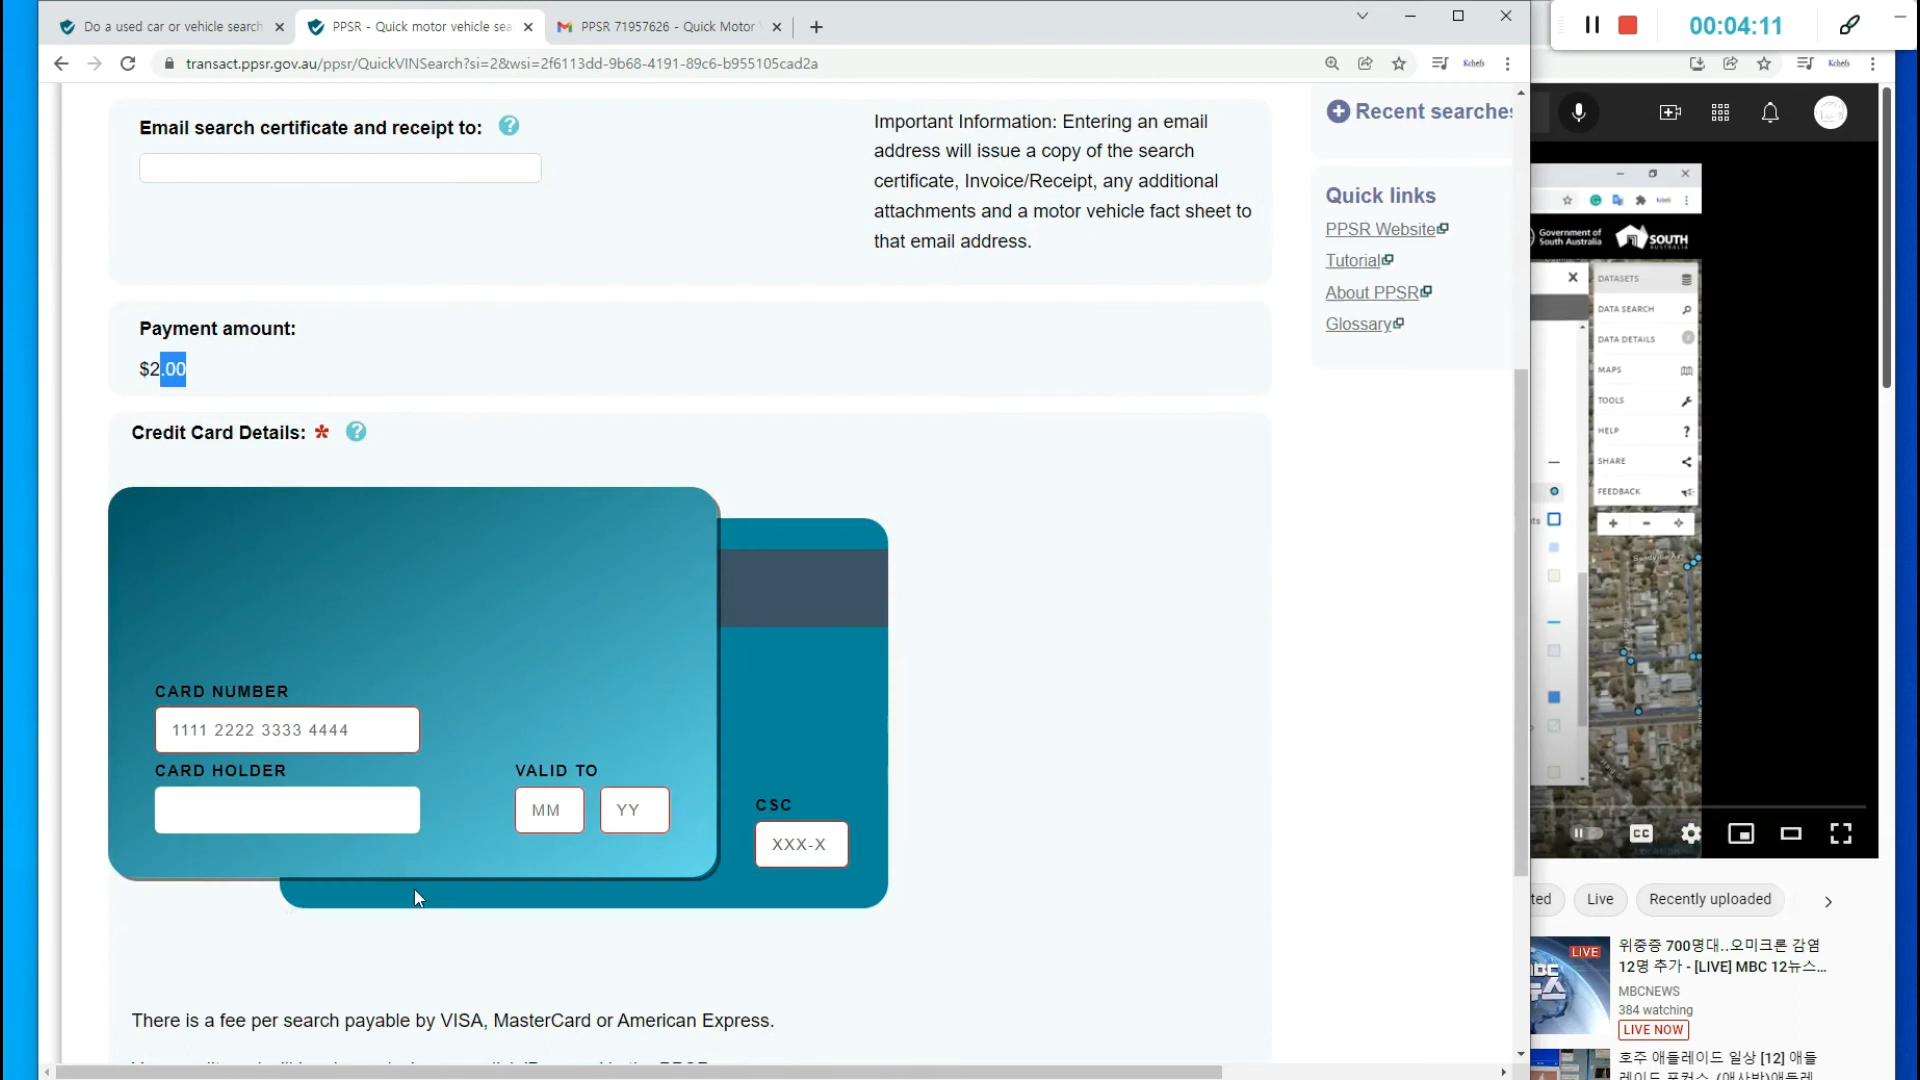 Do a used car or vehicle search
PPSR - Quick motor vehicle sea
PPSR 71957626 - Quick Motor
00:04:11
transact.ppsr.gov.au/ppsr/QuickVINSearch?si=2&wsi=2f6113dd-9b68-4191-89c6-b955105cad2a
Kchefs
Kchefs
Email search certificate and receipt to:
Important Information: Entering an email
address will issue a copy of the search
certificate, Invoice/Receipt, any additional
attachments and a motor vehicle fact sheet to
that email address.
Recent searches
Quick links
PPSR Website
Tutorial
About PPSR
Glossary
Payment amount:
$2.00
Credit Card Details: *
CARD NUMBER
1111 2222 3333 4444
CARD HOLDER
VALID TO
MM
YY
CSC
XXX-X
There is a fee per search payable by VISA, MasterCard or American Express.
Government of
South Australia
SOUTH
AUSTRALIA
DATASETS
DATA SEARCH
DATA DETAILS
MAPS
TOOLS
HELP
SHARE
FEEDBACK
CC
ted
Live
Recently uploaded
LIVE
위중증 700명대..오미크론 감염
12명 추가 - [LIVE] MBC 12뉴스...
MBCNEWS
384 watching
LIVE NOW
호주 애들레이드 일상 [12] 애들